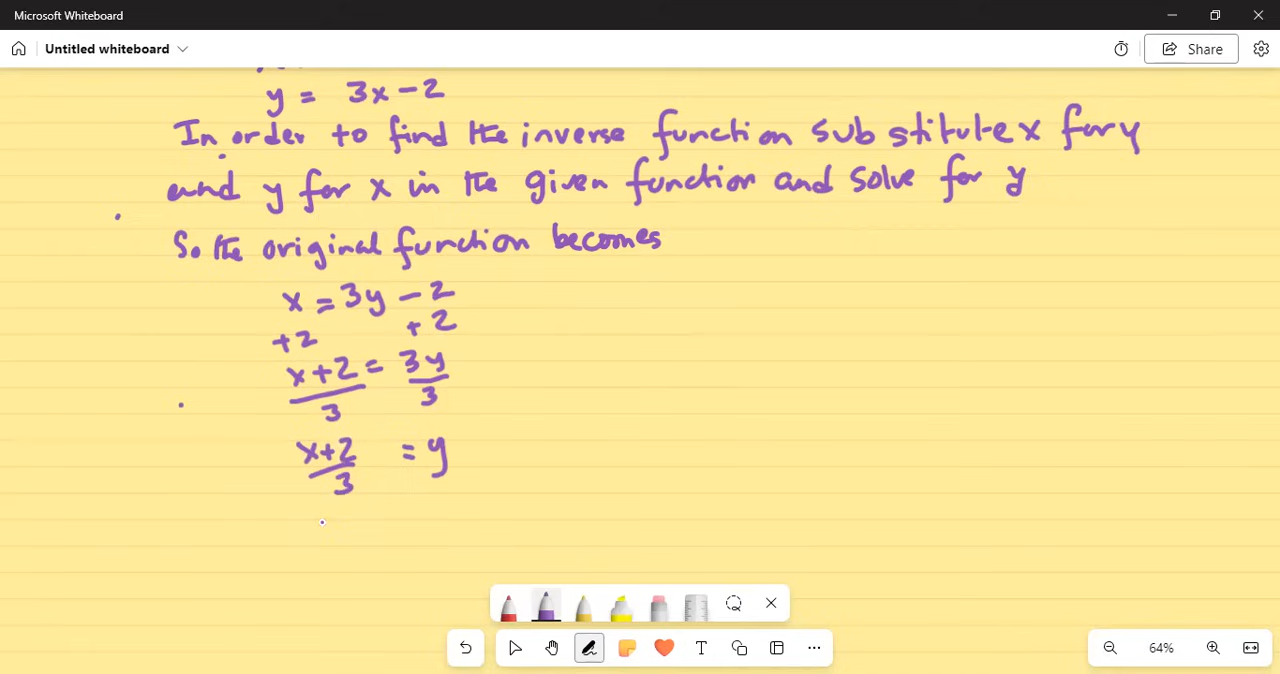 Microsoft Whiteboard
Untitled whiteboard
Share
y = 3x - 2
In order to find the inverse function substitute x for y
and y for x in the given function and solve for y
So the original function becomes
x = 3y - 2
+2 +2
x+2 = 3y
3 3
x+2 = y
3
64%